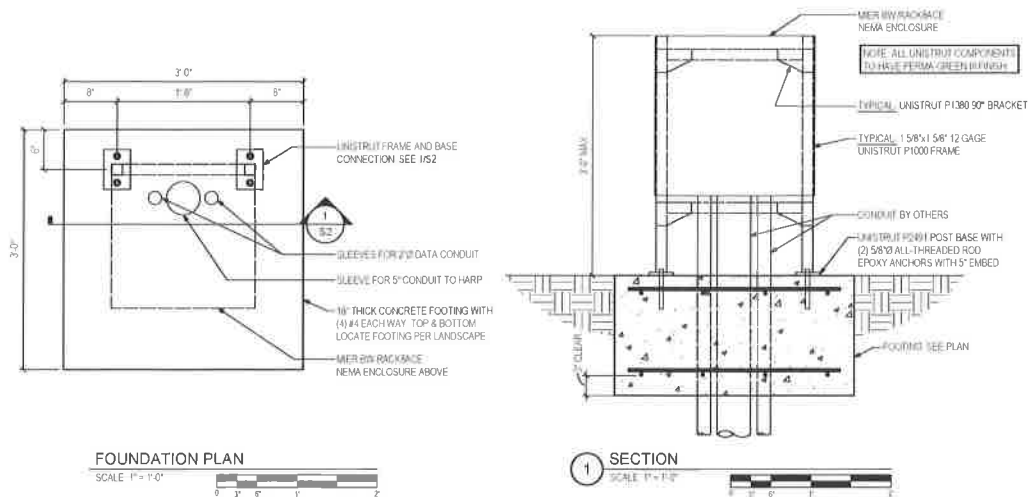 3'0"
8"
1'8"
8"
6"
3'-0"
UNISTRUT FRAME AND BASE
CONNECTION SEE 1/S2
1
S2
SLEEVES FOR 2"Ø DATA CONDUIT
SLEEVE FOR 5" CONDUIT TO HARP
18" THICK CONCRETE FOOTING WITH
(4) #4 EACH WAY TOP & BOTTOM
LOCATE FOOTING PER LANDSCAPE
MIER BW-RACKBACE
NEMA ENCLOSURE ABOVE
FOUNDATION PLAN
SCALE 1" = 1'-0"
0 3" 6" 1' 2'
MIER BW-RACKBACE
NEMA ENCLOSURE
NOTE: ALL UNISTRUT COMPONENTS
TO HAVE PERMA-GREEN III FINISH
TYPICAL UNISTRUT P1380 90° BRACKET
TYPICAL 1 5/8"x1 5/8" 12 GAGE
UNISTRUT P1000 FRAME
3'0" MAX
CONDUIT BY OTHERS
UNISTRUT P2491 POST BASE WITH
(2) 5/8"Ø ALL-THREADED ROD
EPOXY ANCHORS WITH 5" EMBED
FOOTING SEE PLAN
CLEAR
1 SECTION
SCALE 1" = 1'-0"
0 3" 6" 1' 2'